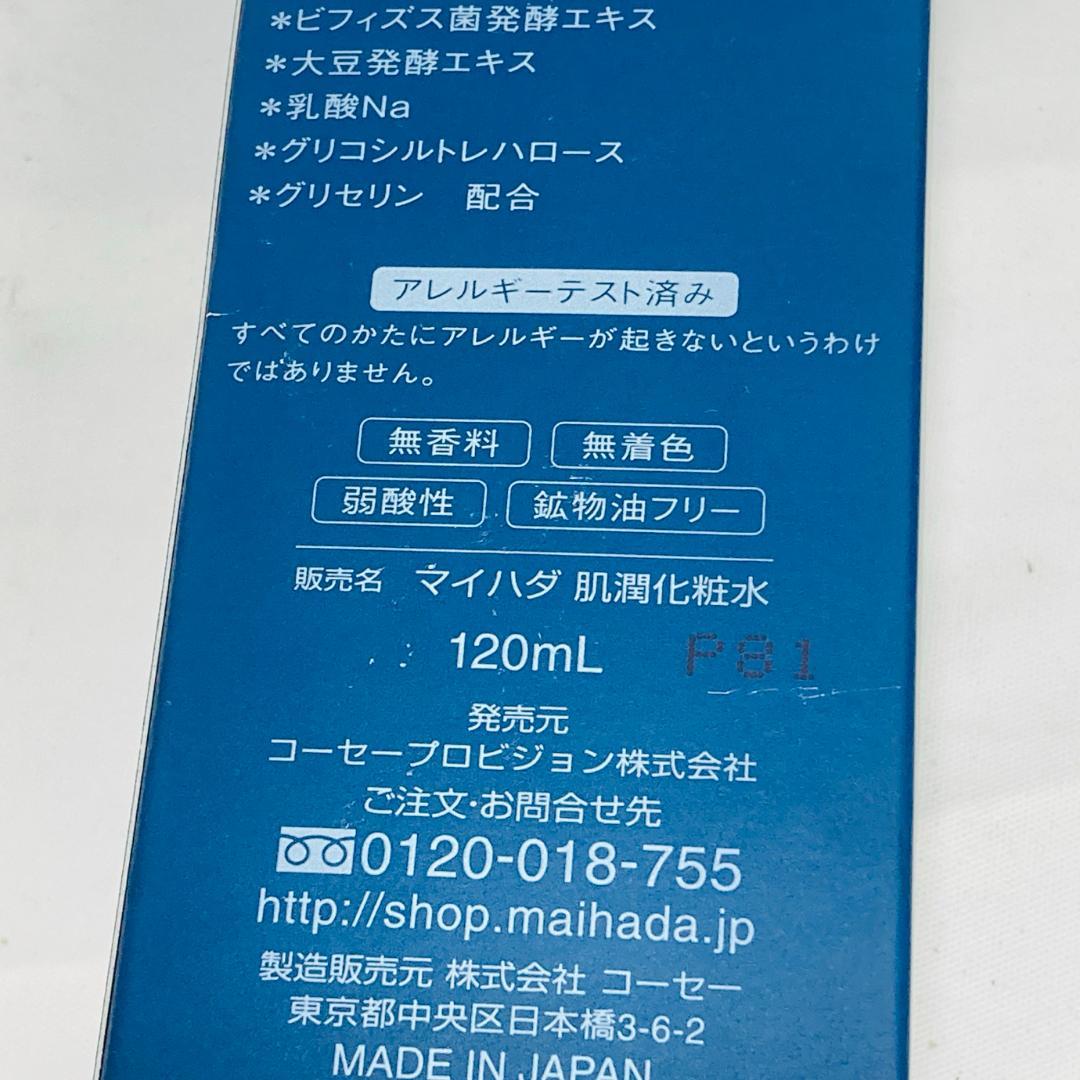 *ビフィズス菌発酵エキス
*大豆発酵エキス
*乳酸Na
*グリコシルトレハロース
*グリセリン 配合
アレルギーテスト済み
すべてのかたにアレルギーが起きないというわけ
ではありません。
無香料 無着色
弱酸性 鉱物油フリー
販売名 マイハダ 肌潤化粧水
120mL P81
発売元
コーセープロビジョン株式会社
ご注文·お問合せ先
0120-018-755
http://shop.maihada.jp
製造販売元 株式会社 コーセー
東京都中央区日本橋3-6-2
MADE IN JAPAN